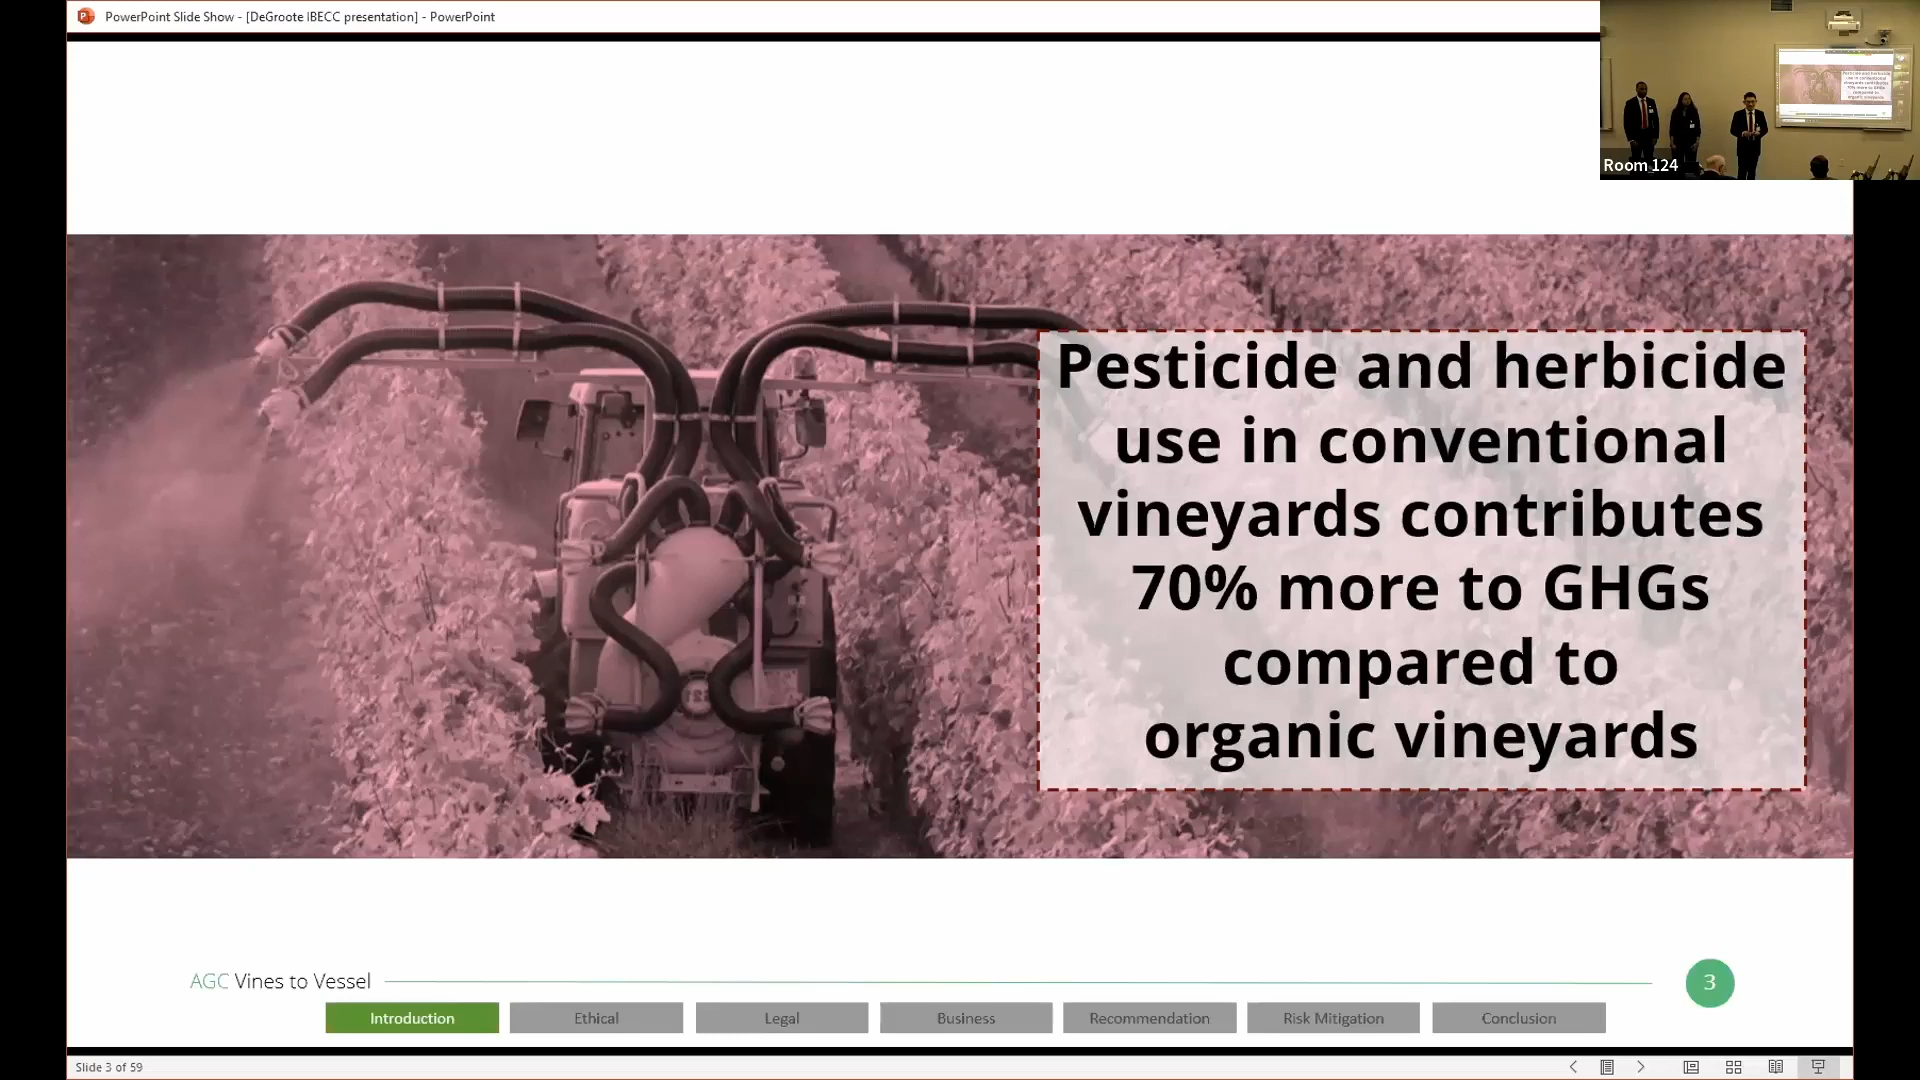 PowerPoint Slide Show - [DeGroote IBECC presentation] - PowerPoint
Room 124
Pesticide and herbicide
use in conventional
vineyards contributes
70% more to GHGs
compared to
organic vineyards
AGC Vines to Vessel
3
Introduction
Ethical
Legal
Business
Recommendation
Risk Mitigation
Conclusion
Slide 3 of 59